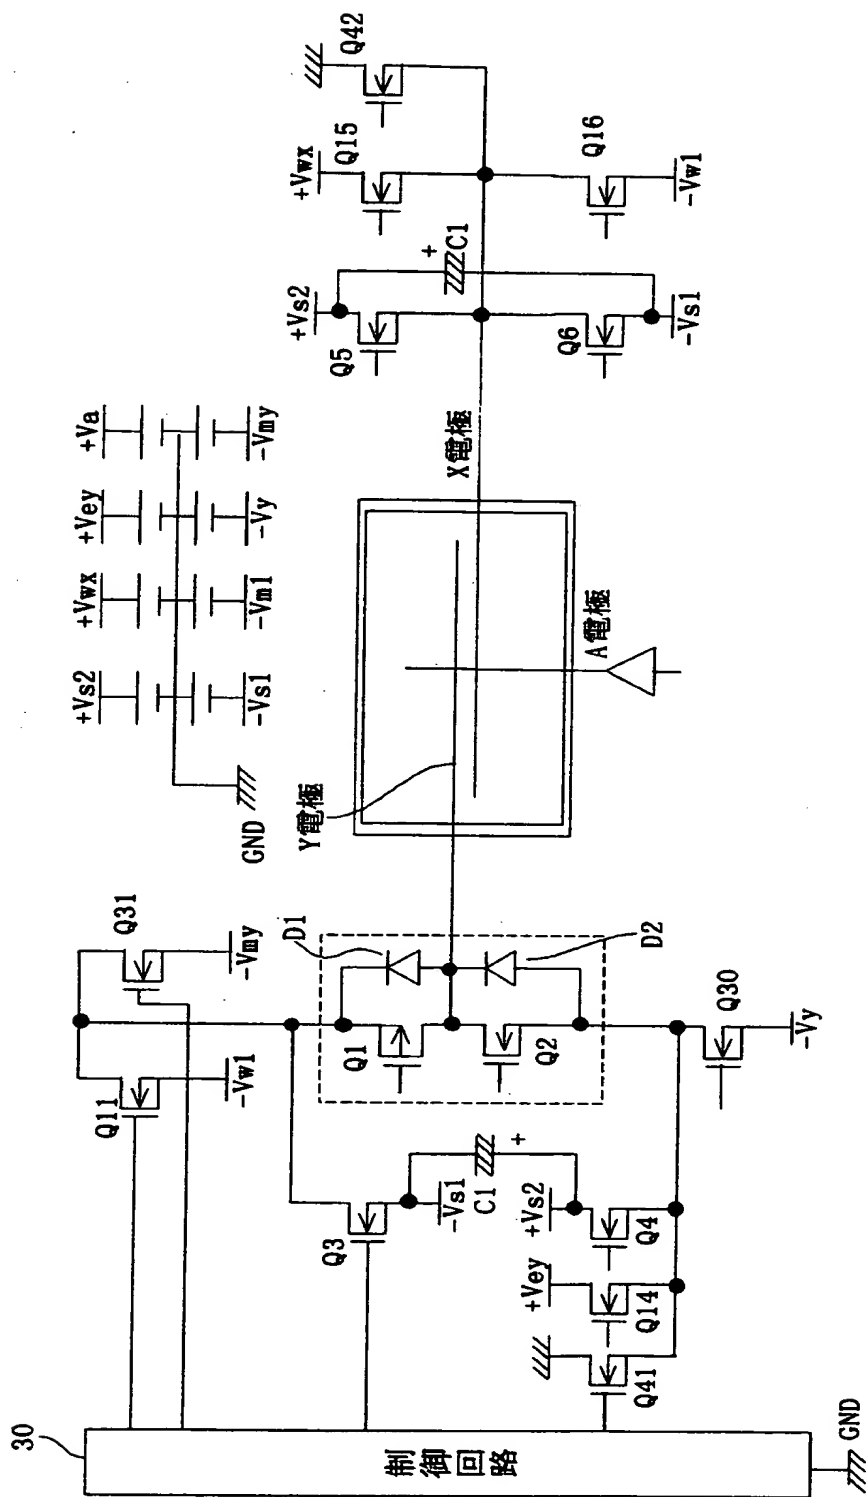 30
制御回路
GND
Q11
-Vw1
Q31
-Vmy
Q3
-Vs1
C1
+
+Vs2
Q4
+Vey
Q14
Q41
Q1
Q2
D1
D2
Q30
-Vy
GND
+Vs2
-Vs1
+Vwx
-Vm1
+Vey
-Vy
+Va
-Vmy
Y電極
X電極
A電極
+Vs2
Q5
Q6
-Vs1
+
C1
+Vwx
Q15
Q16
-Vw1
Q42